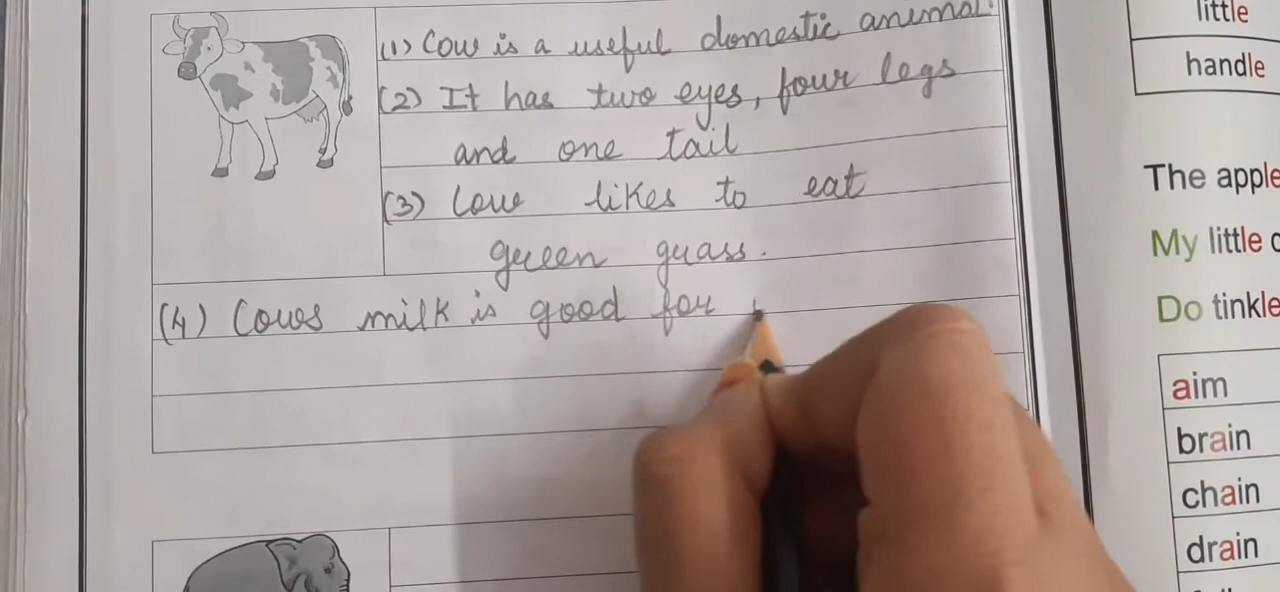 (1) Cow is a useful domestic animal.
(2) It has two eyes, four legs
and one tail
(3) Cow likes to eat
green grass.
(4) Cows milk is good for
little
handle
The apple
My little
Do tinkle
aim
brain
chain
drain